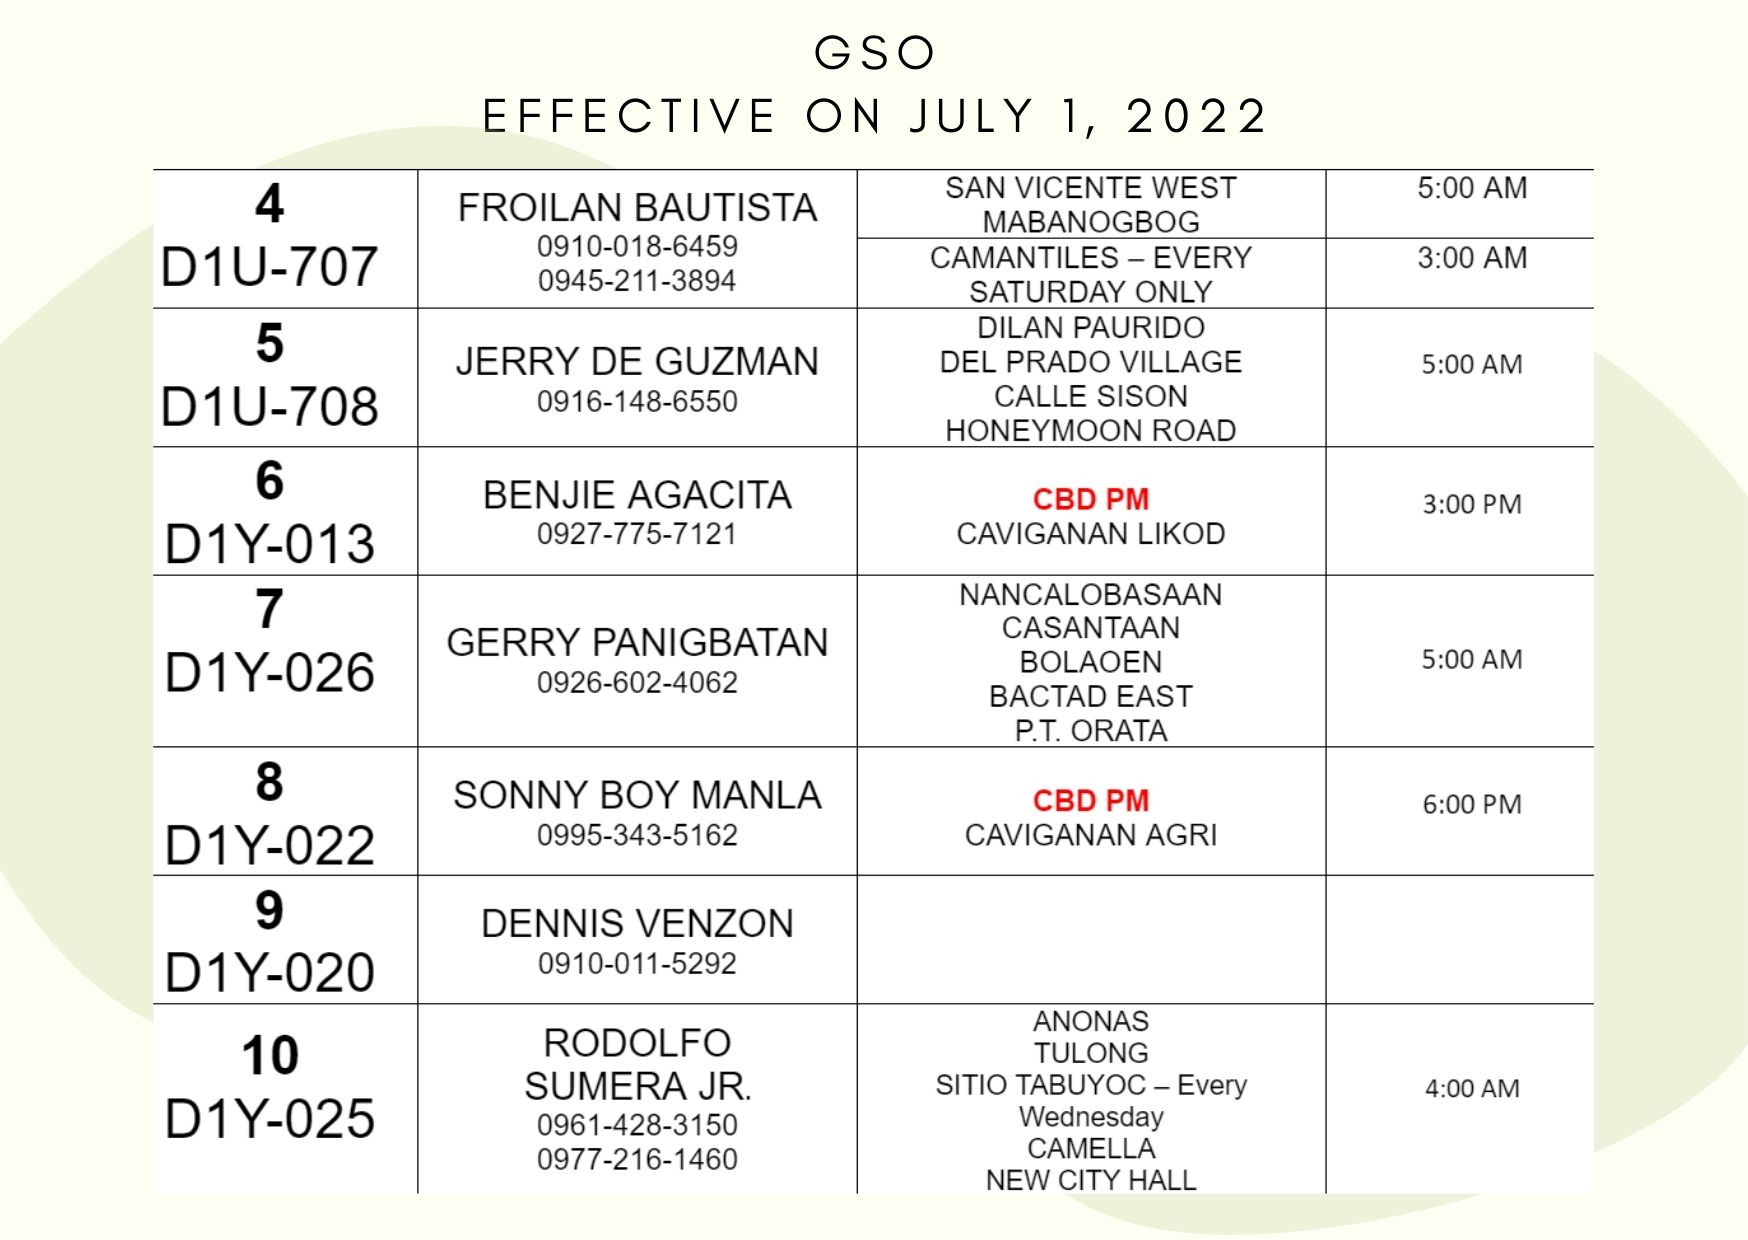 GSO
EFFECTIVE ON JULY 1, 2022
4
D1U-707
FROILAN BAUTISTA
0910-018-6459
0945-211-3894
SAN VICENTE WEST
MABANOGBOG
5:00 AM
CAMANTILES – EVERY
SATURDAY ONLY
3:00 AM
5
D1U-708
JERRY DE GUZMAN
0916-148-6550
DILAN PAURIDO
DEL PRADO VILLAGE
CALLE SISON
HONEYMOON ROAD
5:00 AM
6
D1Y-013
BENJIE AGACITA
0927-775-7121
CBD PM
CAVIGANAN LIKOD
3:00 PM
7
D1Y-026
GERRY PANIGBATAN
0926-602-4062
NANCALOBASAAN
CASANTAAN
BOLAOEN
BACTAD EAST
P.T. ORATA
5:00 AM
8
D1Y-022
SONNY BOY MANLA
0995-343-5162
CBD PM
CAVIGANAN AGRI
6:00 PM
9
D1Y-020
DENNIS VENZON
0910-011-5292
10
D1Y-025
RODOLFO
SUMERA JR.
0961-428-3150
0977-216-1460
ANONAS
TULONG
SITIO TABUYOC – Every
Wednesday
CAMELLA
NEW CITY HALL
4:00 AM